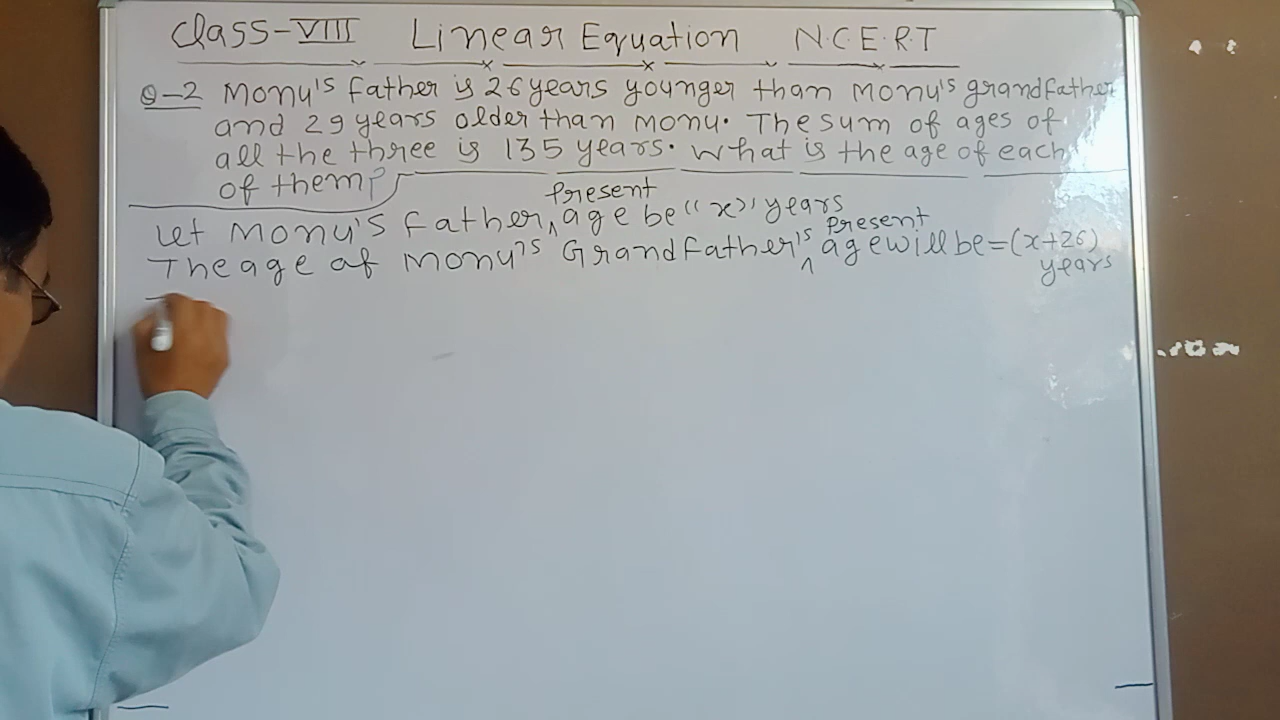 Class-VIII Linear Equation N.C.E.R.T
Q-2 Monu's Father is 26 years younger than Monu's grandfather
and 29 years older than Monu. The sum of ages of
all the three is 135 years. What is the age of each
of them?
Let Monu's Father, present age be "x" years
The age of Monu's GrandFather's present age will be = (x+26)
years